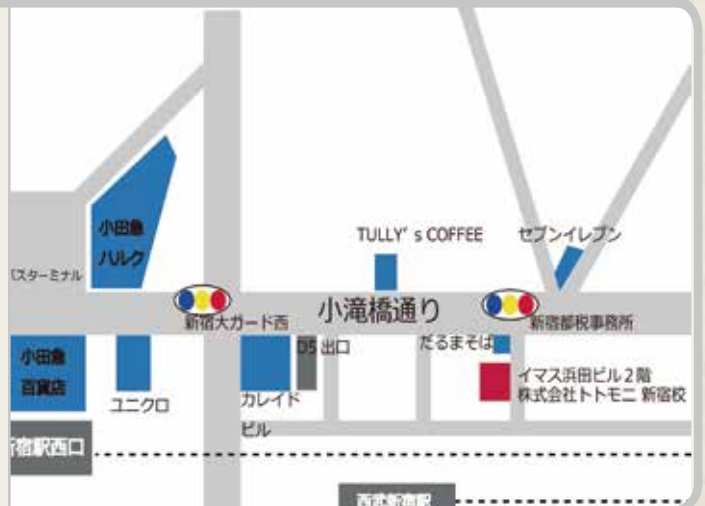 小田急
ハルク
TULLY’s COFFEE
セブンイレブン
バスターミナル
新宿大ガード西
小滝橋通り
新宿都税事務所
小田急
百貨店
ユニクロ
カレイド
ビル
D5 出口
だるまそば
イマス浜田ビル2階
株式会社トトモニ 新宿校
宿駅西口
西武新宿駅